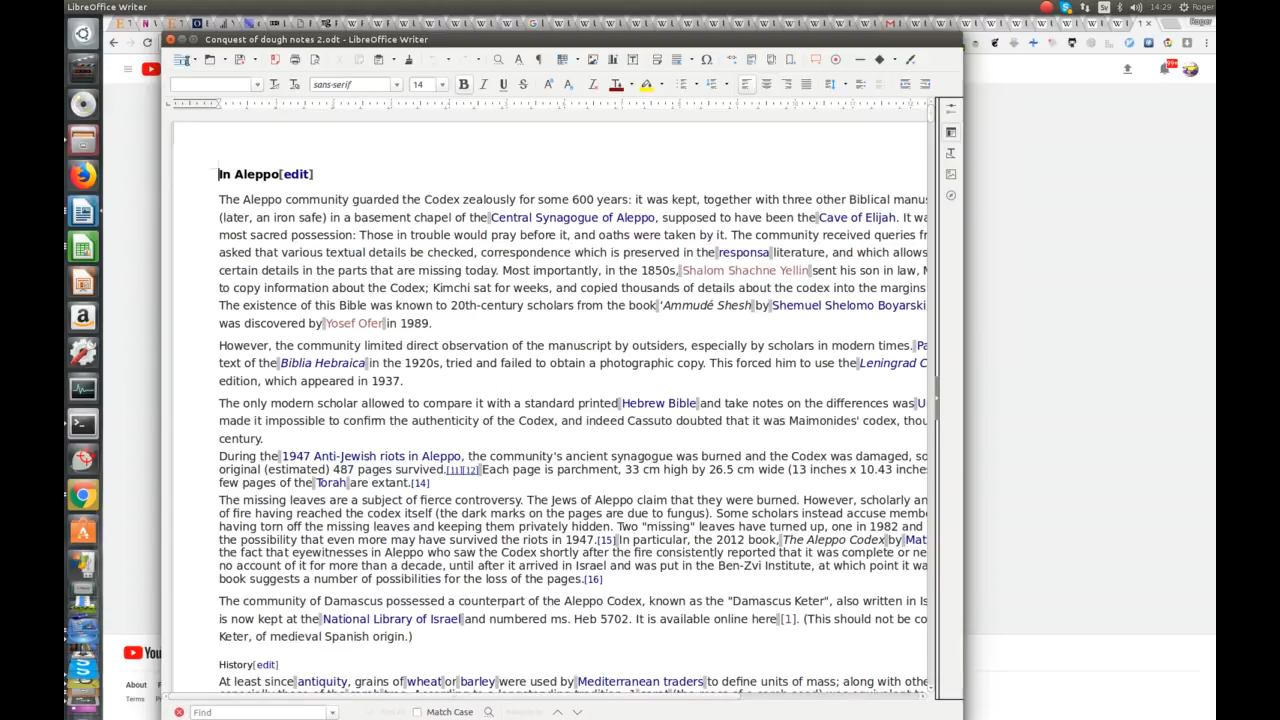 LibreOffice Writer
Sv
14:29
Roger
Roger
Conquest of dough notes 2.odt - LibreOffice Writer
sans-serif
14
99+
In Aleppo[edit]
The Aleppo community guarded the Codex zealously for some 600 years: it was kept, together with three other Biblical manus
(later, an iron safe) in a basement chapel of the Central Synagogue of Aleppo, supposed to have been the Cave of Elijah. It wa
most sacred possession: Those in trouble would pray before it, and oaths were taken by it. The community received queries fr
asked that various textual details be checked, correspondence which is preserved in the responsa literature, and which allows
certain details in the parts that are missing today. Most importantly, in the 1850s, Shalom Shachne Yellin sent his son in law, M
to copy information about the Codex; Kimchi sat for weeks, and copied thousands of details about the codex into the margins
The existence of this Bible was known to 20th-century scholars from the book 'Ammudé Shesh by Shemuel Shelomo Boyarski
was discovered by Yosef Ofer in 1989.
However, the community limited direct observation of the manuscript by outsiders, especially by scholars in modern times. Pa
text of the Biblia Hebraica in the 1920s, tried and failed to obtain a photographic copy. This forced him to use the Leningrad C
edition, which appeared in 1937.
The only modern scholar allowed to compare it with a standard printed Hebrew Bible and take notes on the differences was U
made it impossible to confirm the authenticity of the Codex, and indeed Cassuto doubted that it was Maimonides' codex, thou
century.
During the 1947 Anti-Jewish riots in Aleppo, the community's ancient synagogue was burned and the Codex was damaged, so
original (estimated) 487 pages survived.[11][12] Each page is parchment, 33 cm high by 26.5 cm wide (13 inches x 10.43 inche
few pages of the Torah are extant.[14]
The missing leaves are a subject of fierce controversy. The Jews of Aleppo claim that they were burned. However, scholarly an
of fire having reached the codex itself (the dark marks on the pages are due to fungus). Some scholars instead accuse memb
having torn off the missing leaves and keeping them privately hidden. Two "missing" leaves have turned up, one in 1982 and
the possibility that even more may have survived the riots in 1947.[15] In particular, the 2012 book, The Aleppo Codex by Mat
the fact that eyewitnesses in Aleppo who saw the Codex shortly after the fire consistently reported that it was complete or ne
no account of it for more than a decade, until after it arrived in Israel and was put in the Ben-Zvi Institute, at which point it wa
book suggests a number of possibilities for the loss of the pages.[16]
The community of Damascus possessed a counterpart of the Aleppo Codex, known as the "Damascus Keter", also written in Is
is now kept at the National Library of Israel and numbered ms. Heb 5702. It is available online here [1]. (This should not be co
Keter, of medieval Spanish origin.)
History[edit]
At least since antiquity, grains of wheat or barley were used by Mediterranean traders to define units of mass, along with othe
You
About
Terms
Find
Match Case